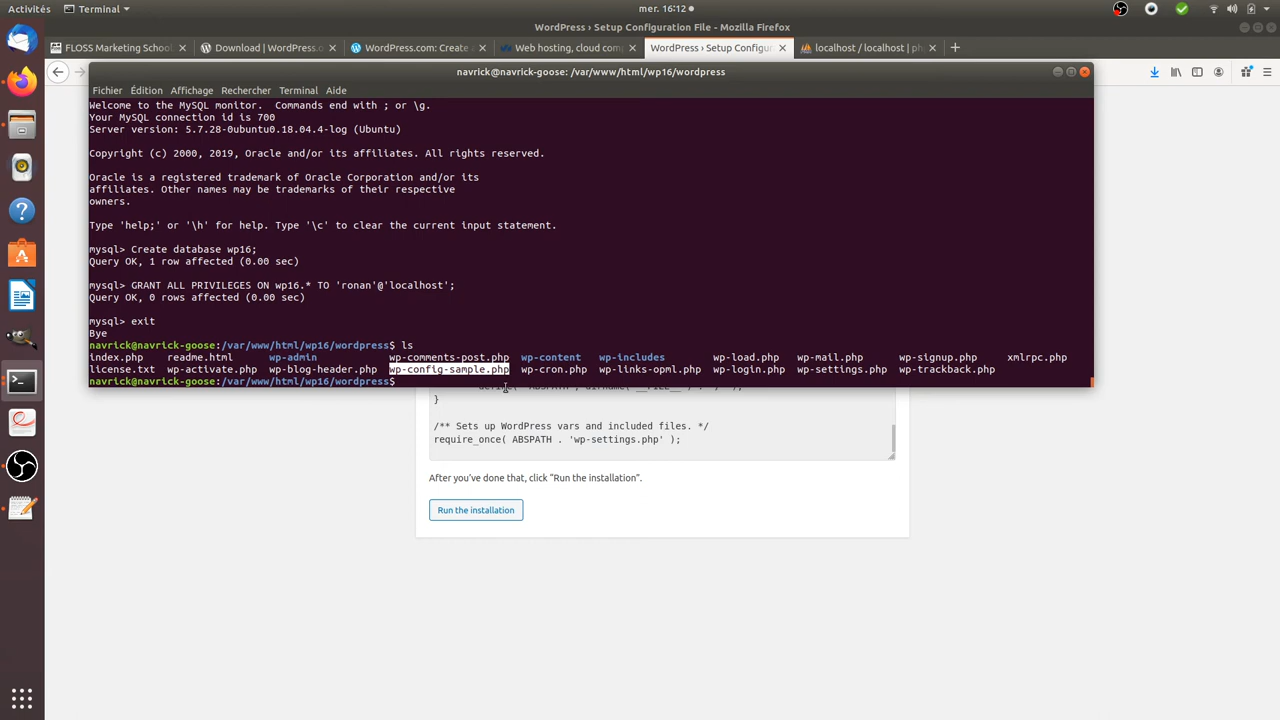 Activités
Terminal
mer. 16:12
WordPress › Setup Configuration File - Mozilla Firefox
FLOSS Marketing School
Download | WordPress.o
WordPress.com: Create a
Web hosting, cloud comp
WordPress › Setup Configu
localhost / localhost | ph
navrick@navrick-goose: /var/www/html/wp16/wordpress
Fichier Édition Affichage Rechercher Terminal Aide
Welcome to the MySQL monitor.  Commands end with ; or \g.
Your MySQL connection id is 700
Server version: 5.7.28-0ubuntu0.18.04.4-log (Ubuntu)
Copyright (c) 2000, 2019, Oracle and/or its affiliates. All rights reserved.
Oracle is a registered trademark of Oracle Corporation and/or its
affiliates. Other names may be trademarks of their respective
owners.
Type 'help;' or '\h' for help. Type '\c' to clear the current input statement.
mysql> Create database wp16;
Query OK, 1 row affected (0.00 sec)
mysql> GRANT ALL PRIVILEGES ON wp16.* TO 'ronan'@'localhost';
Query OK, 0 rows affected (0.00 sec)
mysql> exit
Bye
navrick@navrick-goose:/var/www/html/wp16/wordpress$ ls
index.php readme.html wp-admin wp-comments-post.php wp-content wp-includes wp-load.php wp-mail.php wp-signup.php xmlrpc.php
license.txt wp-activate.php wp-blog-header.php wp-config-sample.php wp-cron.php wp-links-opml.php wp-login.php wp-settings.php wp-trackback.php
navrick@navrick-goose:/var/www/html/wp16/wordpress$
}
/** Sets up WordPress vars and included files. */
require_once( ABSPATH . 'wp-settings.php' );
After you've done that, click “Run the installation”.
Run the installation